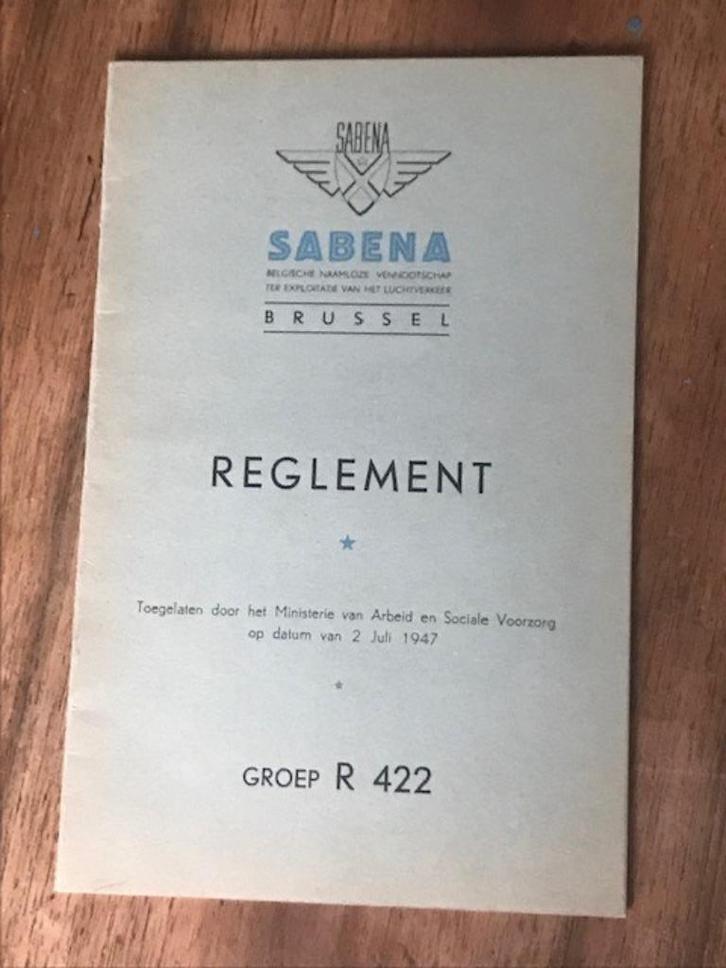 SABENA
SABENA
BELGISCHE NAAMLOZE VENNOOTSCHAP
TER EXPLOITATIE VAN HET LUCHTVERKEER
BRUSSEL
REGLEMENT
Toegelaten door het Ministerie van Arbeid en Sociale Voorzorg
op datum van 2 Juli 1947
GROEP R 422